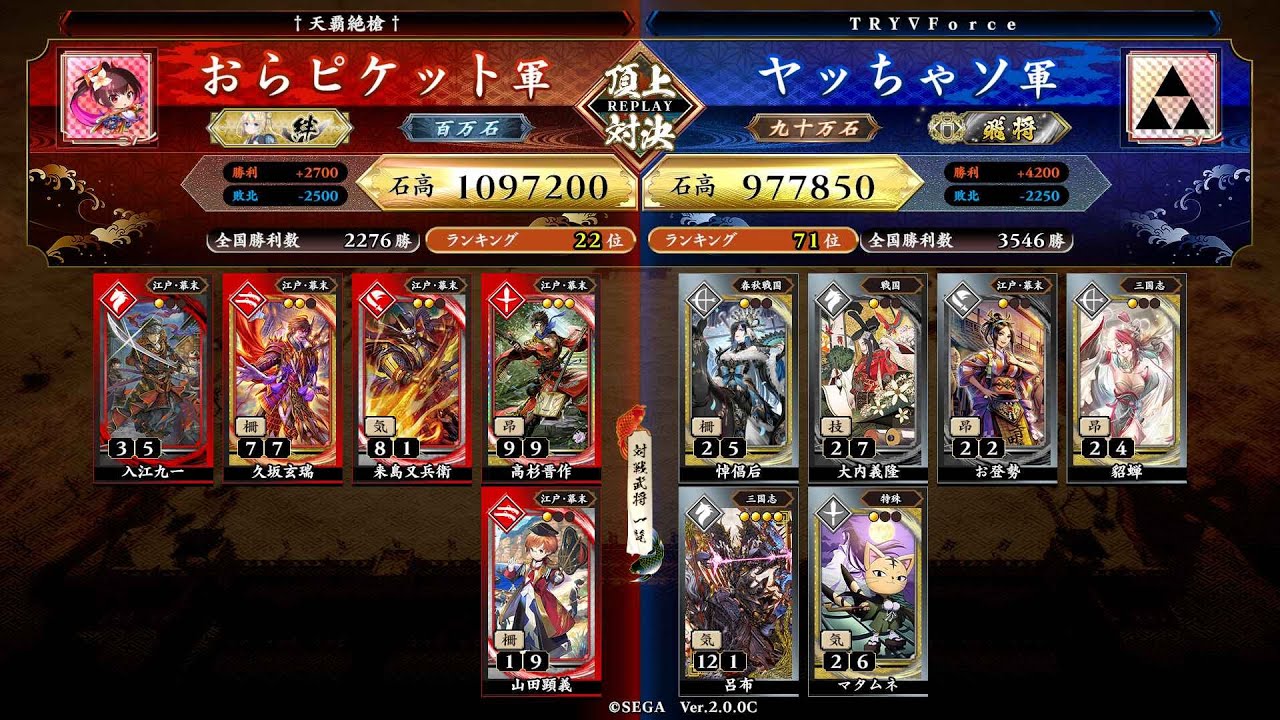 †天覇絶槍†
TRY∇Force
おらピケット軍
頂上
REPLAY
対決
ヤッちゃソ軍
絆
百万石
九十万石
飛将
勝利 +2700
敗北 -2500
石高 1097200
石高 977850
勝利 +4200
敗北 -2250
全国勝利数 2276勝
ランキング 22位
ランキング 71位
全国勝利数 3546勝
江戸・幕末
江戸・幕末
江戸・幕末
江戸・幕末
春秋戦国
戦国
江戸・幕末
三国志
柵
気
昴
柵
技
昴
昴
3 5
7 7
8 1
9 9
2 5
2 7
2 2
2 4
入江九一
久坂玄瑞
来島又兵衛
高杉晋作
悼倡后
大内義隆
お登勢
貂蝉
対戦武将一覧
江戸・幕末
三国志
特殊
柵
気
気
1 9
12 1
2 6
山田顕義
呂布
マタムネ
©SEGA Ver.2.0.0C